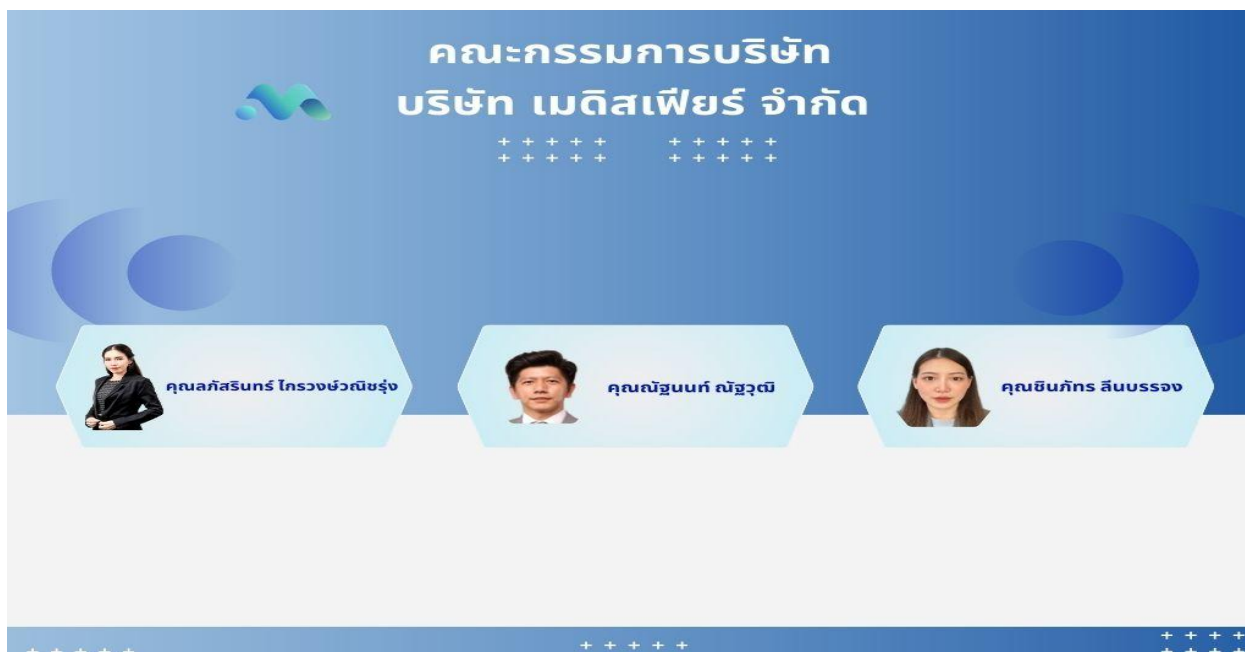 คณะกรรมการบริษัท
บริษัท เมดิสเฟียร์ จำกัด
คุณลภัสรินทร์ ไกรวงษ์วณิชรุ่ง
คุณณัฐนนท์ ณัฐวุฒิ
คุณชินภัทร ลีนบรรจง